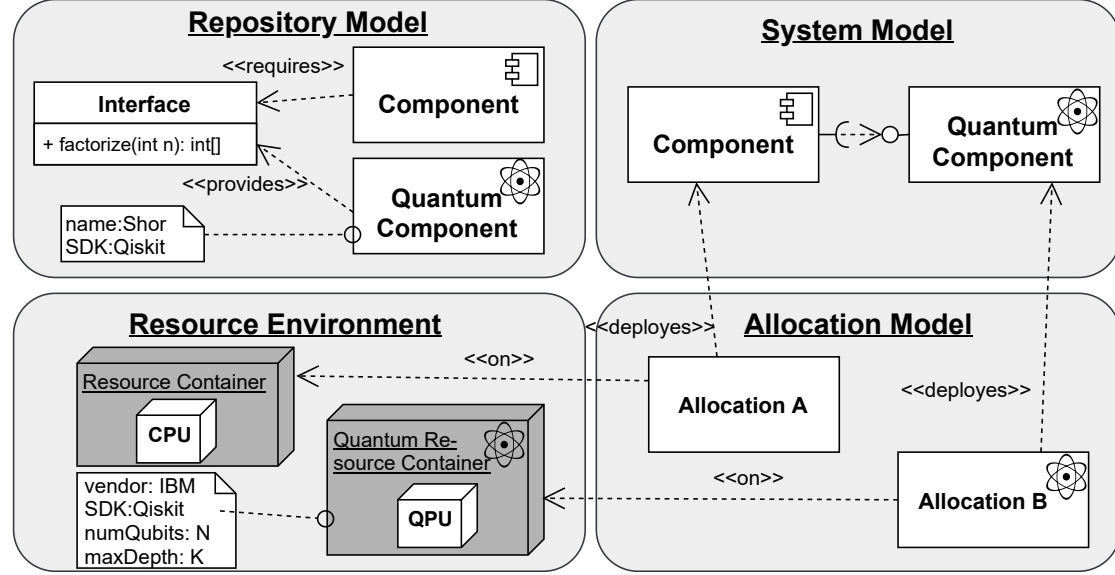 Repository Model
<<requires>>
Interface
+ factorize(int n): int[]
Component
<<provides>>
Quantum
Component
name:Shor
SDK:Qiskit
System Model
Component
Quantum
Component
Resource Environment
<<on>>
Resource Container
CPU
Quantum Re-
source Container
QPU
vendor: IBM
SDK:Qiskit
numQubits: N
maxDepth: K
Allocation Model
<<deployes>>
Allocation A
<<deployes>>
<<on>>
Allocation B